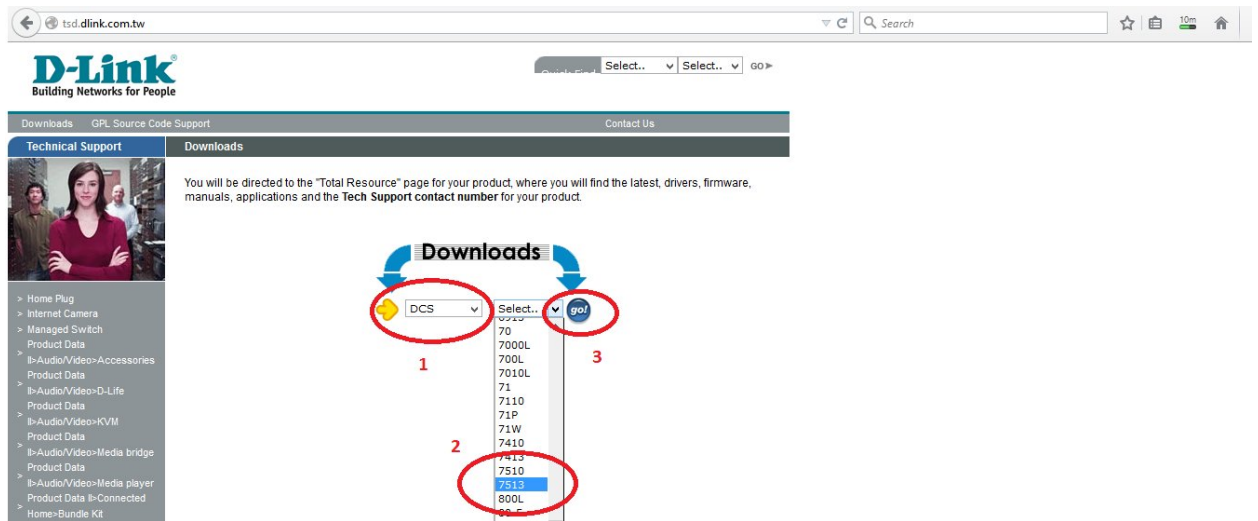 tsd.dlink.com.tw
Search
10m
D-Link
Building Networks for People
Select.. Select.. GO
Downloads GPL Source Code Support Contact Us
Technical Support
Downloads
You will be directed to the "Total Resource" page for your product, where you will find the latest, drivers, firmware,
manuals, applications and the Tech Support contact number for your product.
Downloads
DCS Select.. go!
1
3
70
7000L
700L
7010L
71
7110
71P
71W
2
7410
7413
7510
7513
800L
> Home Plug
> Internet Camera
> Managed Switch
Product Data
> II>Audio/Video>Accessories
Product Data
> II>Audio/Video>D-Life
Product Data
> II>Audio/Video>KVM
Product Data
> II>Audio/Video>Media bridge
Product Data
> II>Audio/Video>Media player
Product Data II>Connected
> Home>Bundle Kit